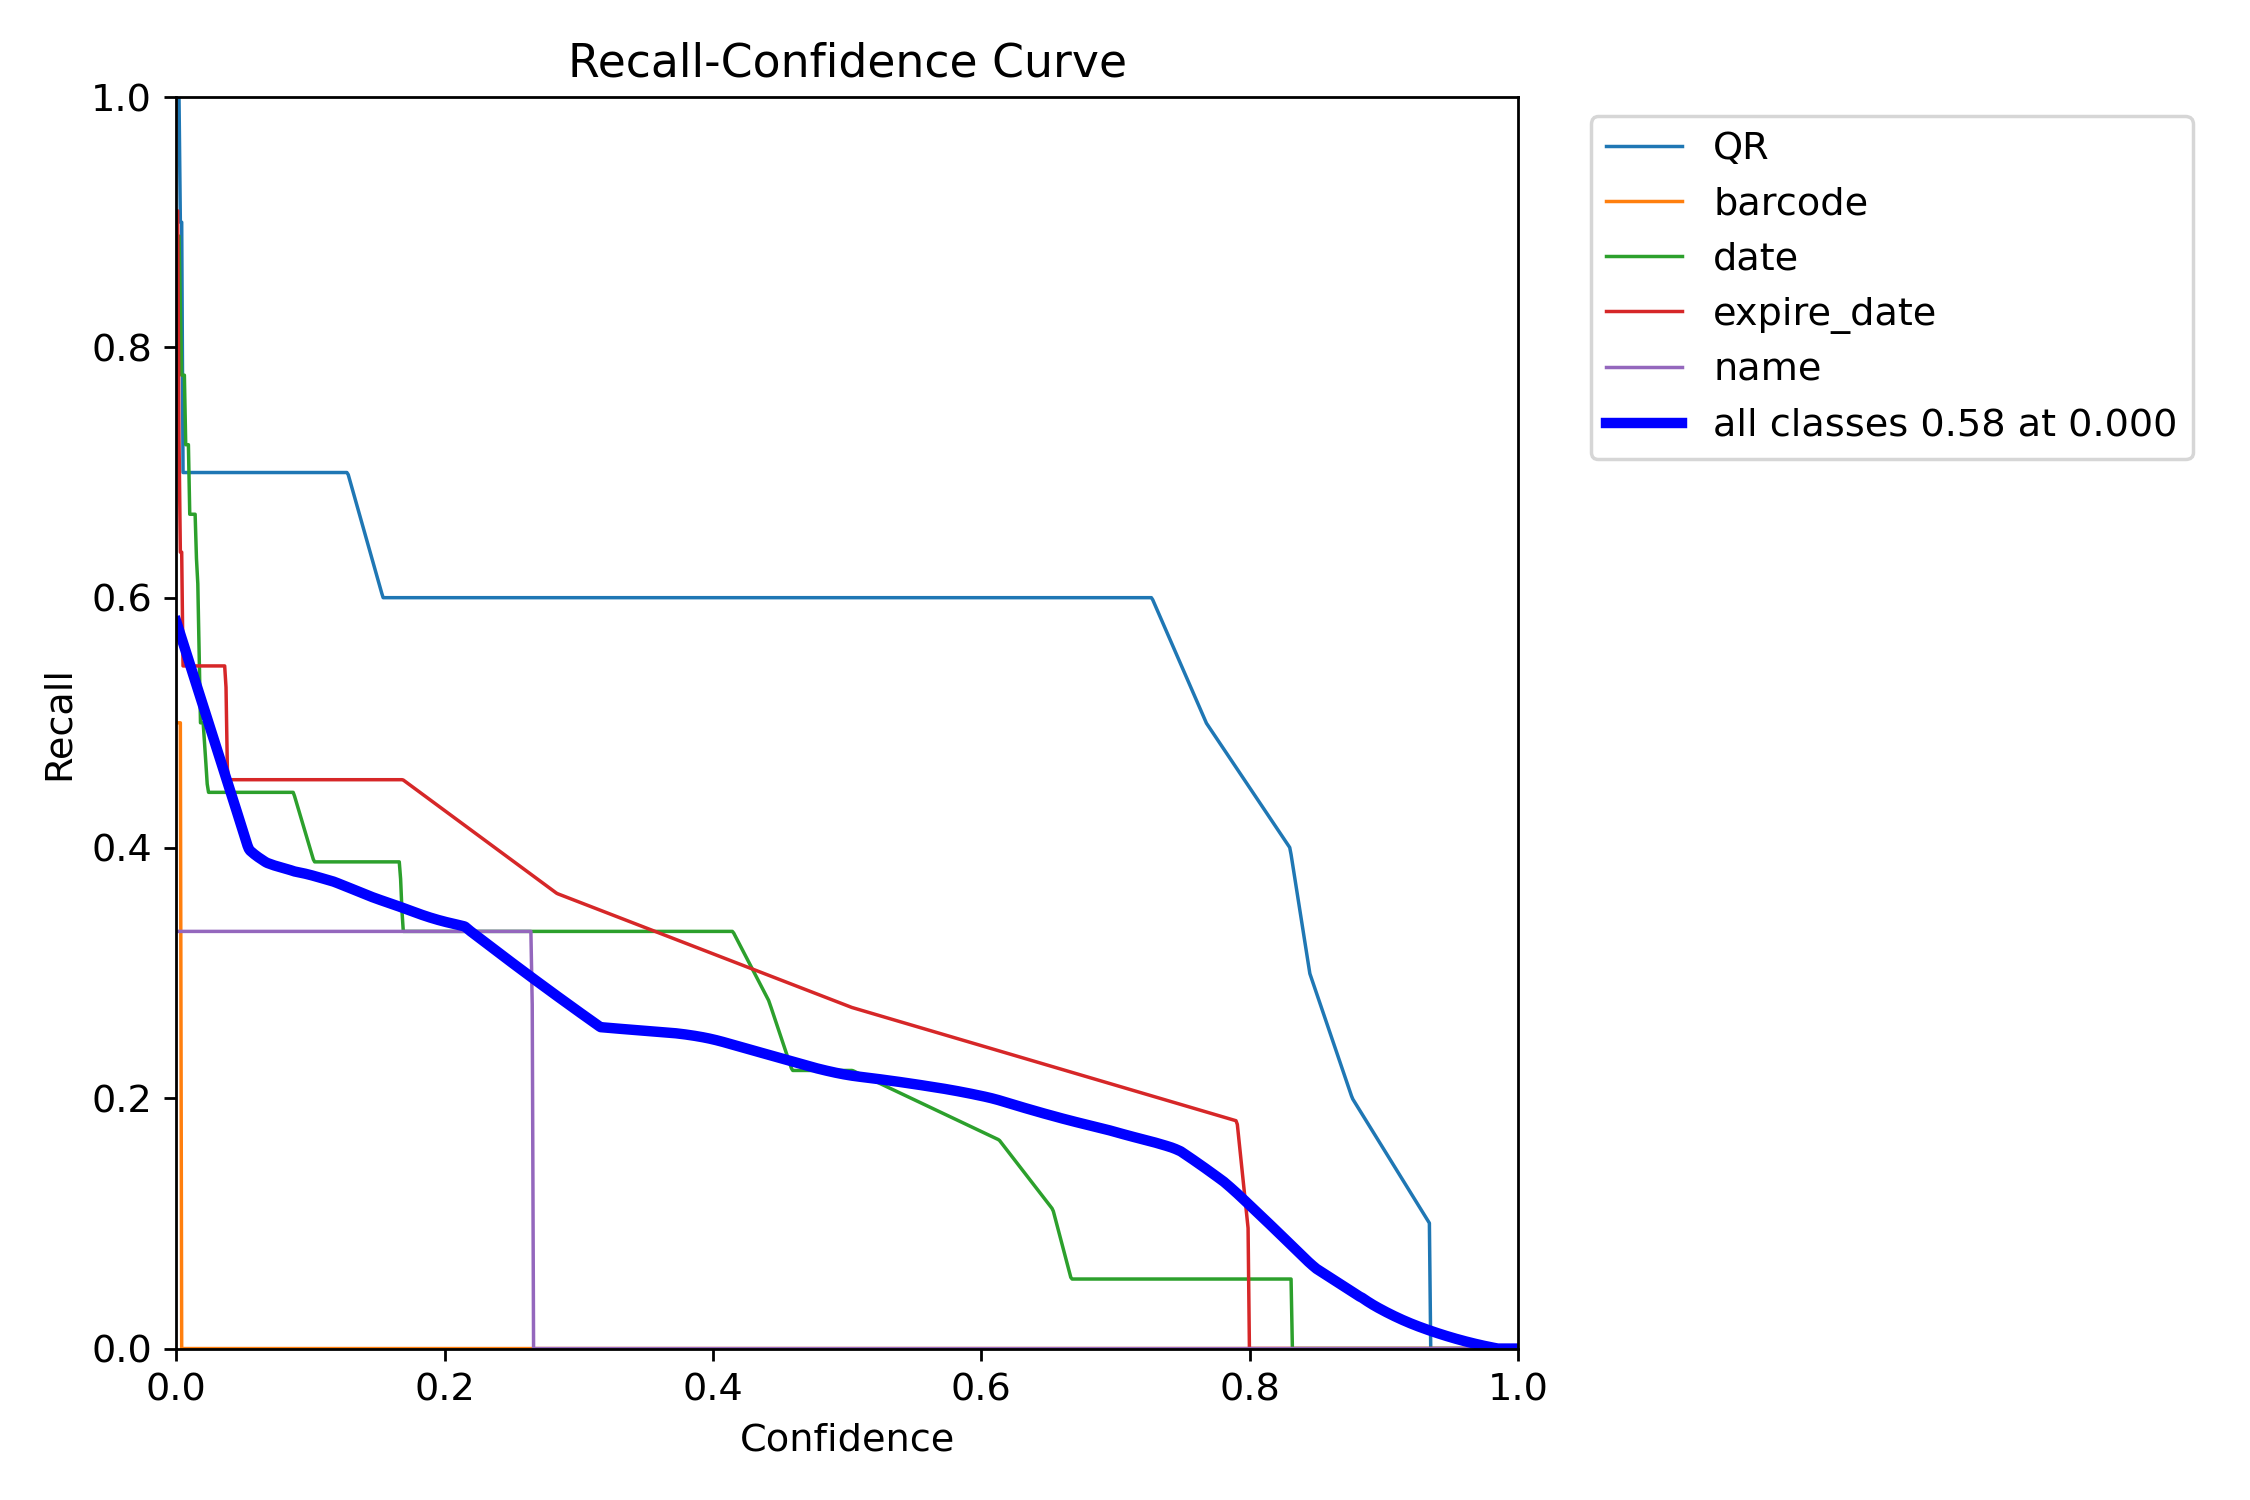 Recall-Confidence Curve
1.0
0.8
0.6
0.4
0.2
0.0
Recall
0.0 0.2 0.4 0.6 0.8 1.0
Confidence
QR
barcode
date
expire_date
name
all classes 0.58 at 0.000